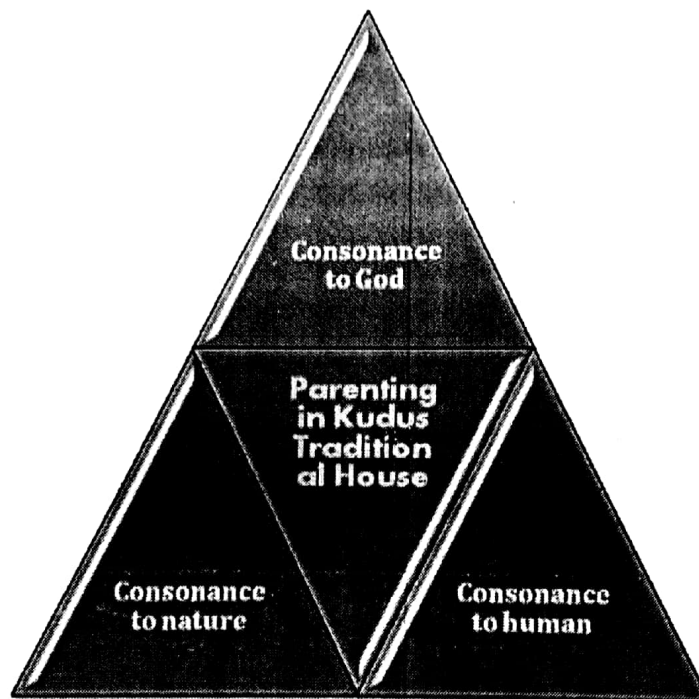 Consonance
to God
Parenting
in Kudus
Tradition
al House
Consonance
to nature
Consonance
to human